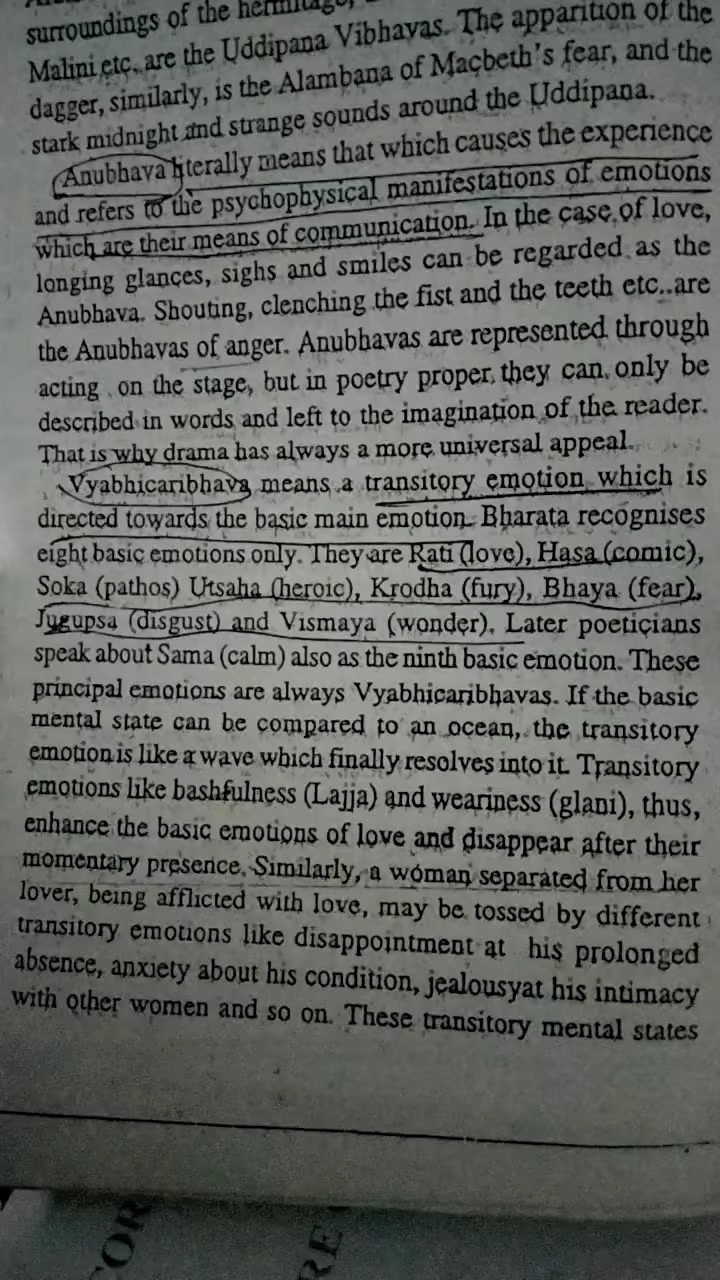 surroundings of the hermitage,
Malini etc. are the Uddipana Vibhavas. The apparition of the
dagger, similarly, is the Alambana of Macbeth's fear, and the
stark midnight and strange sounds around the Uddipana.
Anubhava literally means that which causes the experience
and refers to the psychophysical manifestations of emotions
which are their means of communication. In the case of love,
longing glances, sighs and smiles can be regarded as the
Anubhava. Shouting, clenching the fist and the teeth etc..are
the Anubhavas of anger. Anubhavas are represented through
acting on the stage, but in poetry proper, they can only be
described in words and left to the imagination of the reader.
That is why drama has always a more universal appeal.
Vyabhicaribhava means a transitory emotion which is
directed towards the basic main emotion. Bharata recognises
eight basic emotions only. They are Rati (love), Hasa (comic),
Soka (pathos) Utsaha (heroic), Krodha (fury), Bhaya (fear),
Jugupsa (disgust) and Vismaya (wonder). Later poeticians
speak about Sama (calm) also as the ninth basic emotion. These
principal emotions are always Vyabhicaribhavas. If the basic
mental state can be compared to an ocean, the transitory
emotion is like a wave which finally resolves into it. Transitory
emotions like bashfulness (Lajja) and weariness (glani), thus,
enhance the basic emotions of love and disappear after their
momentary presence. Similarly, a woman separated from her
lover, being afflicted with love, may be tossed by different
transitory emotions like disappointment at his prolonged
absence, anxiety about his condition, jealousyat his intimacy
with other women and so on. These transitory mental states